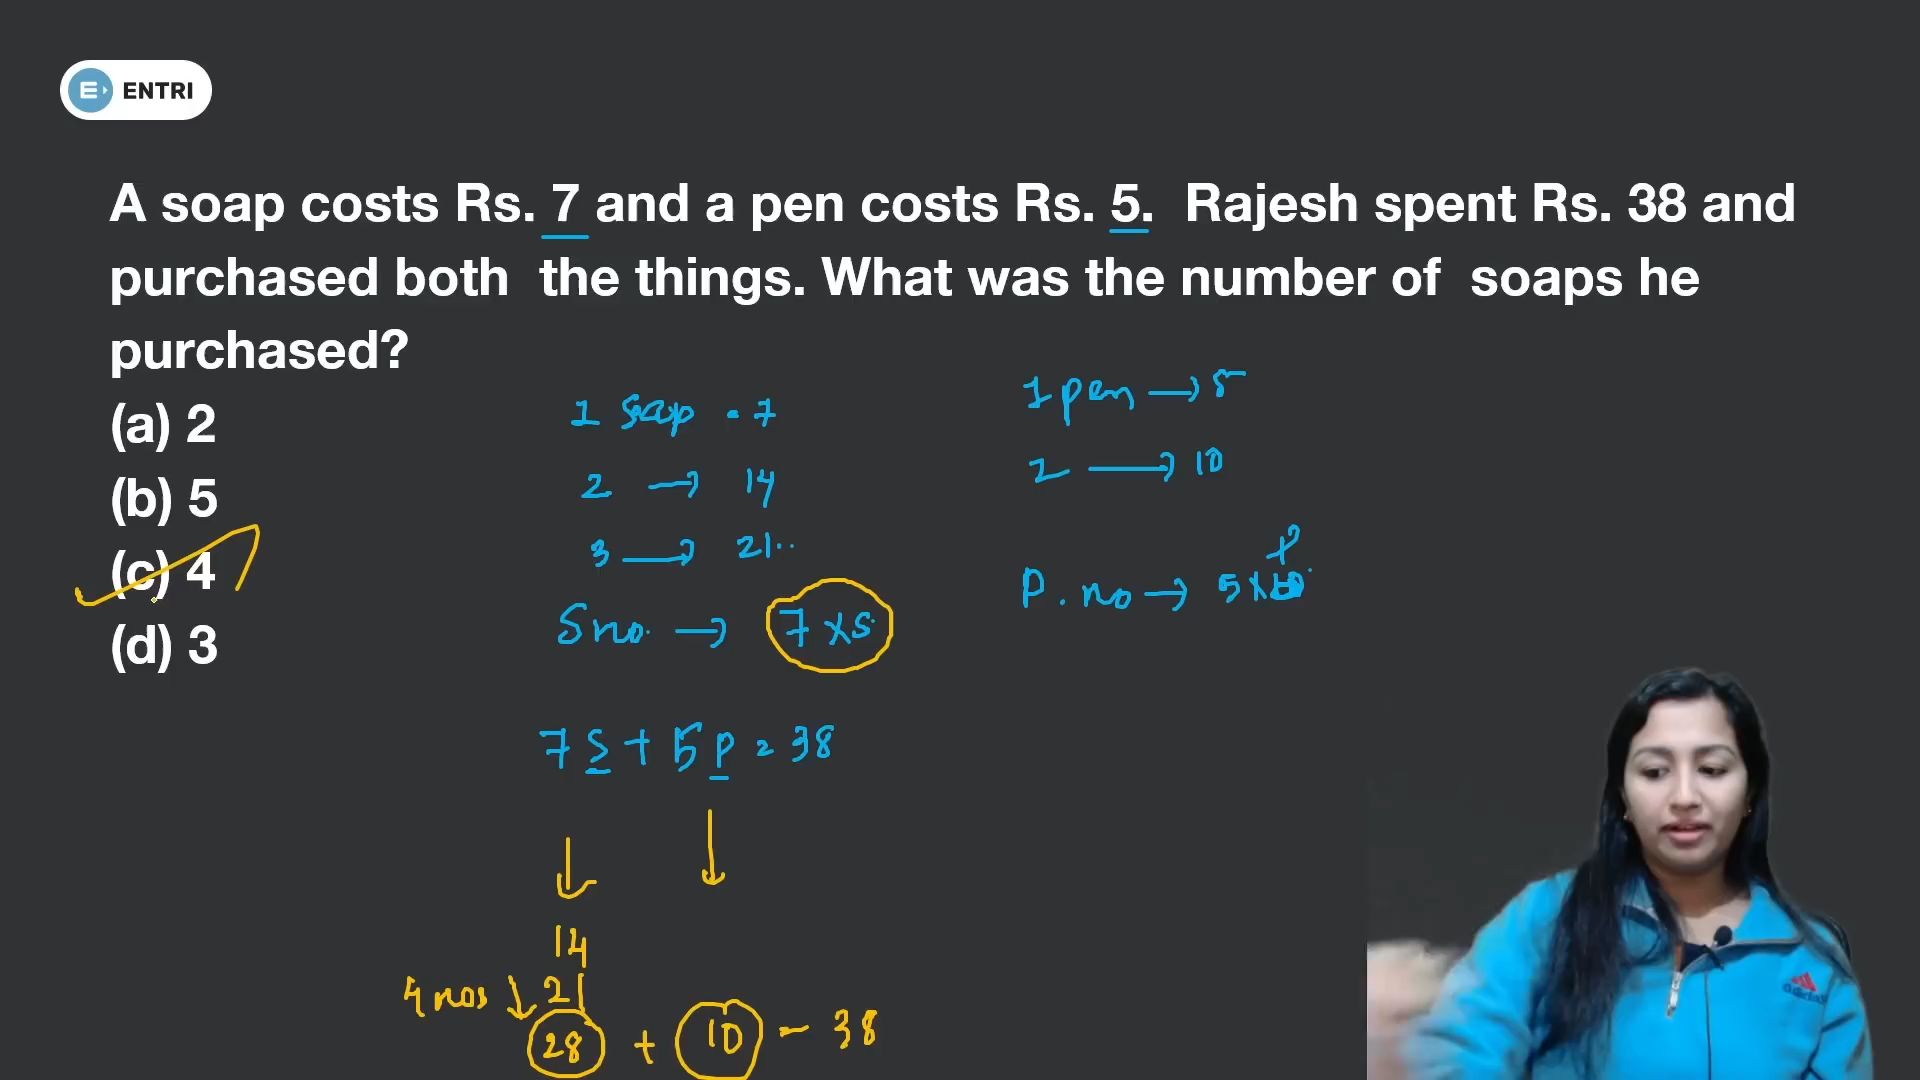 ENTRI
A soap costs Rs. 7 and a pen costs Rs. 5. Rajesh spent Rs. 38 and
purchased both the things. What was the number of soaps he
purchased?
(a) 2
(b) 5
(c) 4
(d) 3
1 soap = 7
2 → 14
3 → 21..
S no. → 7 x s
1 pen → 5
2 → 10
P. no → 5 x p
7 S + 5 p = 38
14
4 nos ↓ 21
28 + 10 = 38
adidas